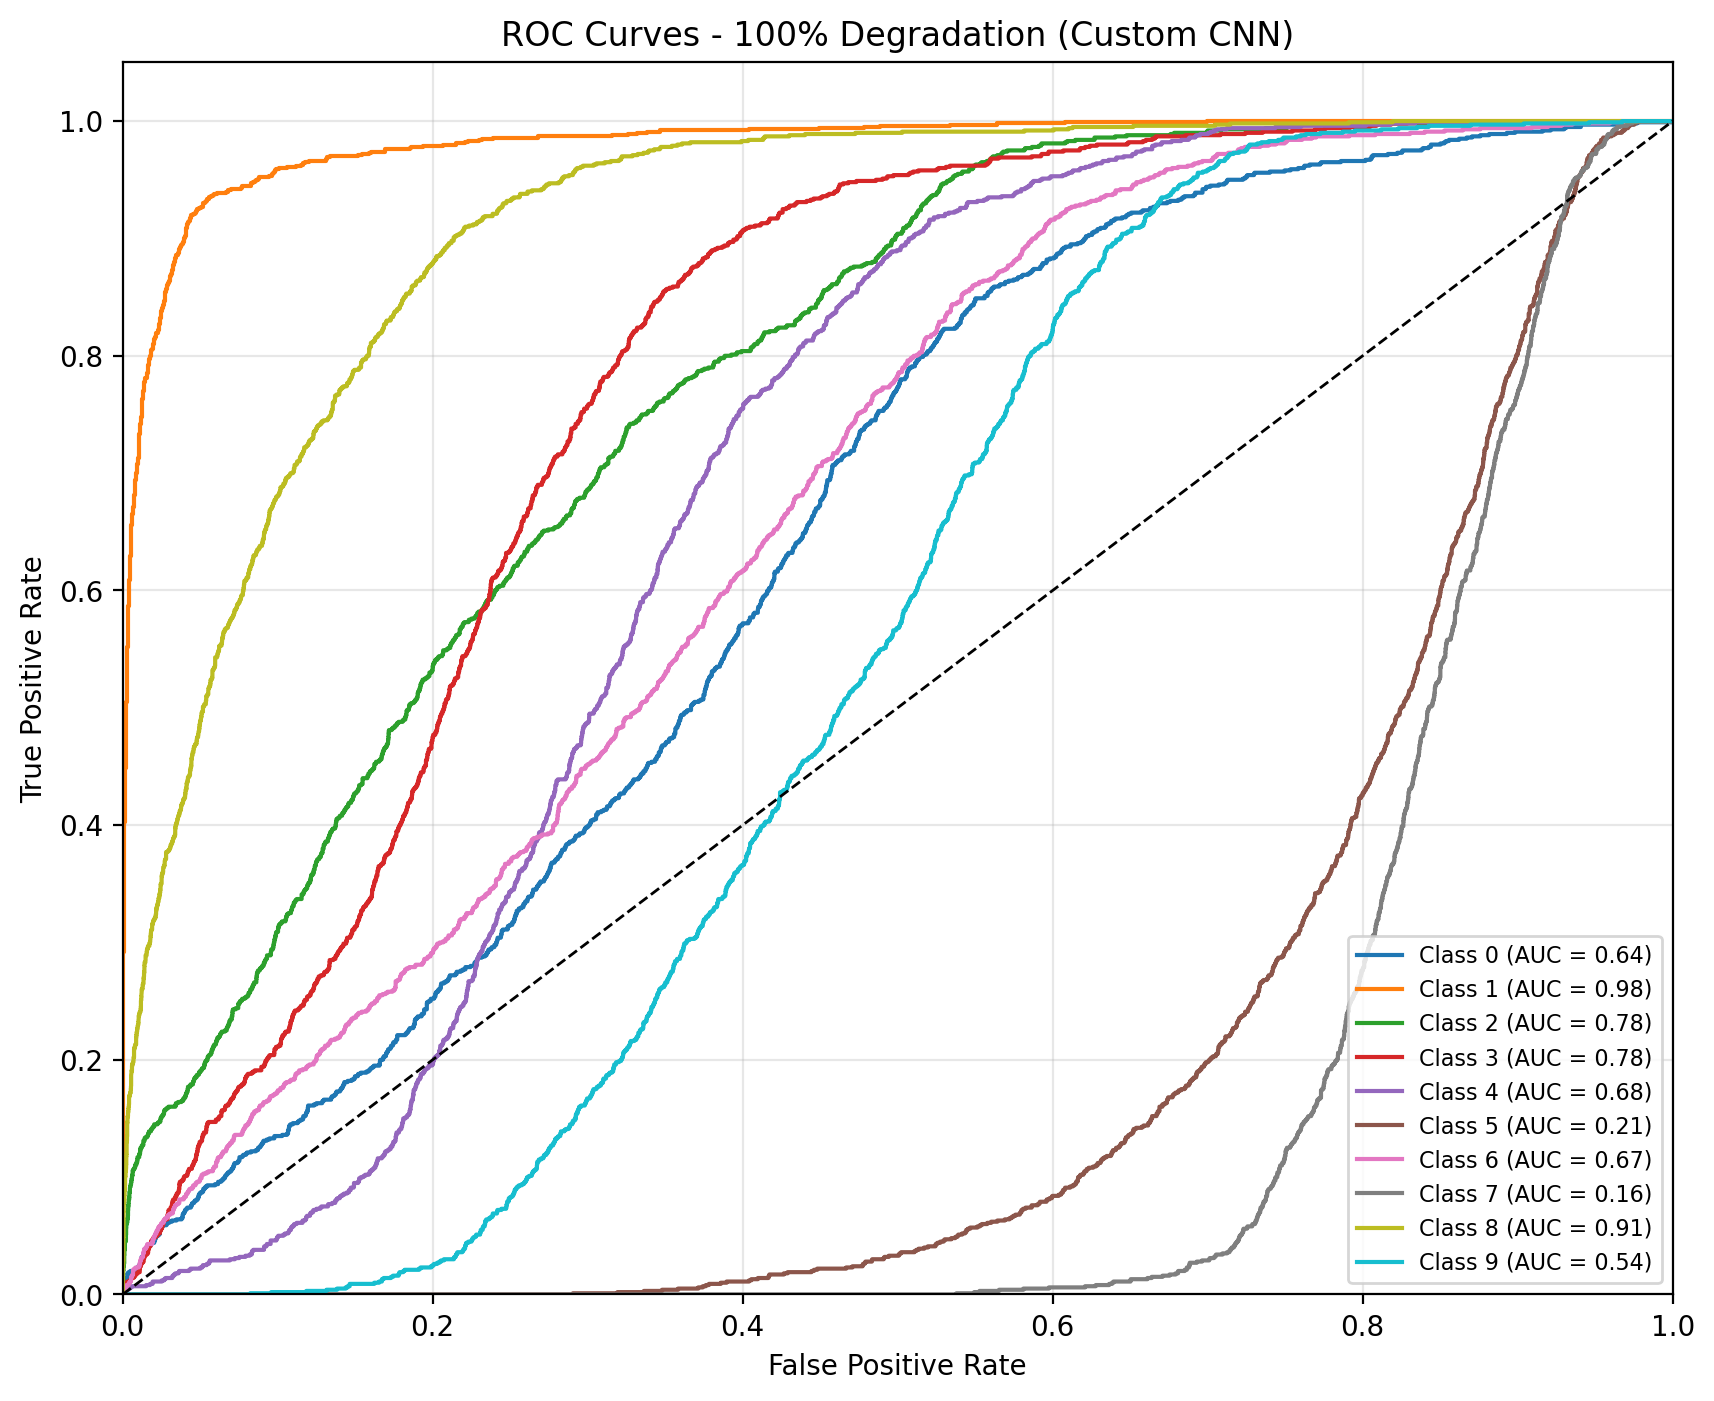 ROC Curves - 100% Degradation (Custom CNN)
True Positive Rate
1.0
0.8
0.6
0.4
0.2
0.0
0.0 0.2 0.4 0.6 0.8 1.0
False Positive Rate
Class 0 (AUC = 0.64)
Class 1 (AUC = 0.98)
Class 2 (AUC = 0.78)
Class 3 (AUC = 0.78)
Class 4 (AUC = 0.68)
Class 5 (AUC = 0.21)
Class 6 (AUC = 0.67)
Class 7 (AUC = 0.16)
Class 8 (AUC = 0.91)
Class 9 (AUC = 0.54)